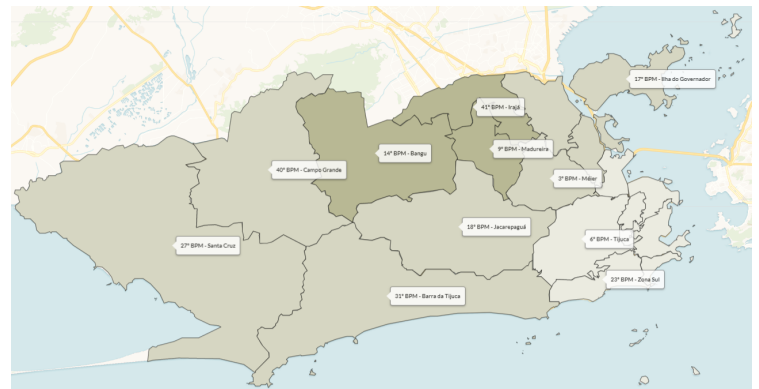 17º BPM - Ilha do Governador
41º BPM - Irajá
9º BPM - Madureira
14º BPM - Bangu
40º BPM - Campo Grande
3º BPM - Méier
18º BPM - Jacarepaguá
6º BPM - Tijuca
27º BPM - Santa Cruz
23º BPM - Zona Sul
31º BPM - Barra da Tijuca